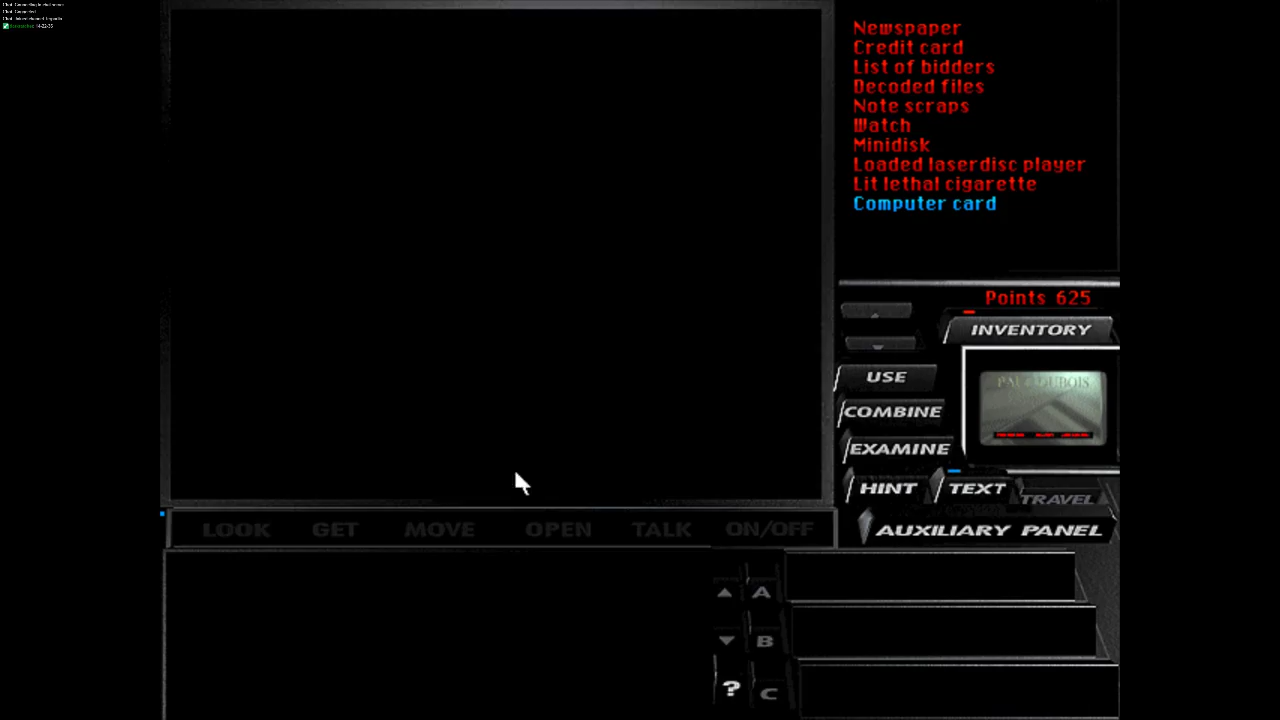 Newspaper
Credit card
List of bidders
Decoded files
Note scraps
Watch
Minidisk
Loaded laserdisc player
Lit lethal cigarette
Computer card
Points 625
INVENTORY
USE
COMBINE
EXAMINE
HINT TEXT TRAVEL
LOOK GET MOVE OPEN TALK ON/OFF
AUXILIARY PANEL
A
B
? C